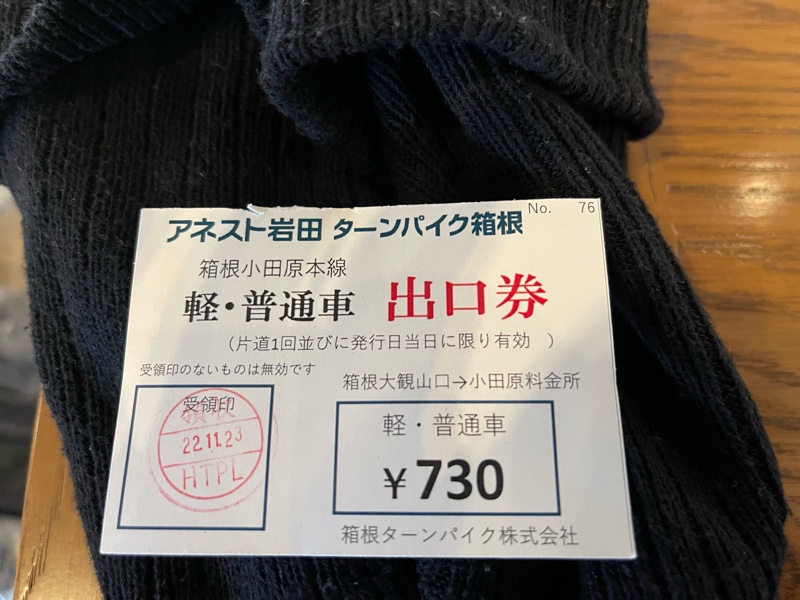 アネスト岩田 ターンパイク箱根
No. 76
箱根小田原本線
軽・普通車 出口券
（片道1回並びに発行日当日に限り有効 ）
受領印のないものは無効です
箱根大観山口→小田原料金所
受領印
領収
22.11.23
HTPL
軽・普通車
￥730
箱根ターンパイク株式会社